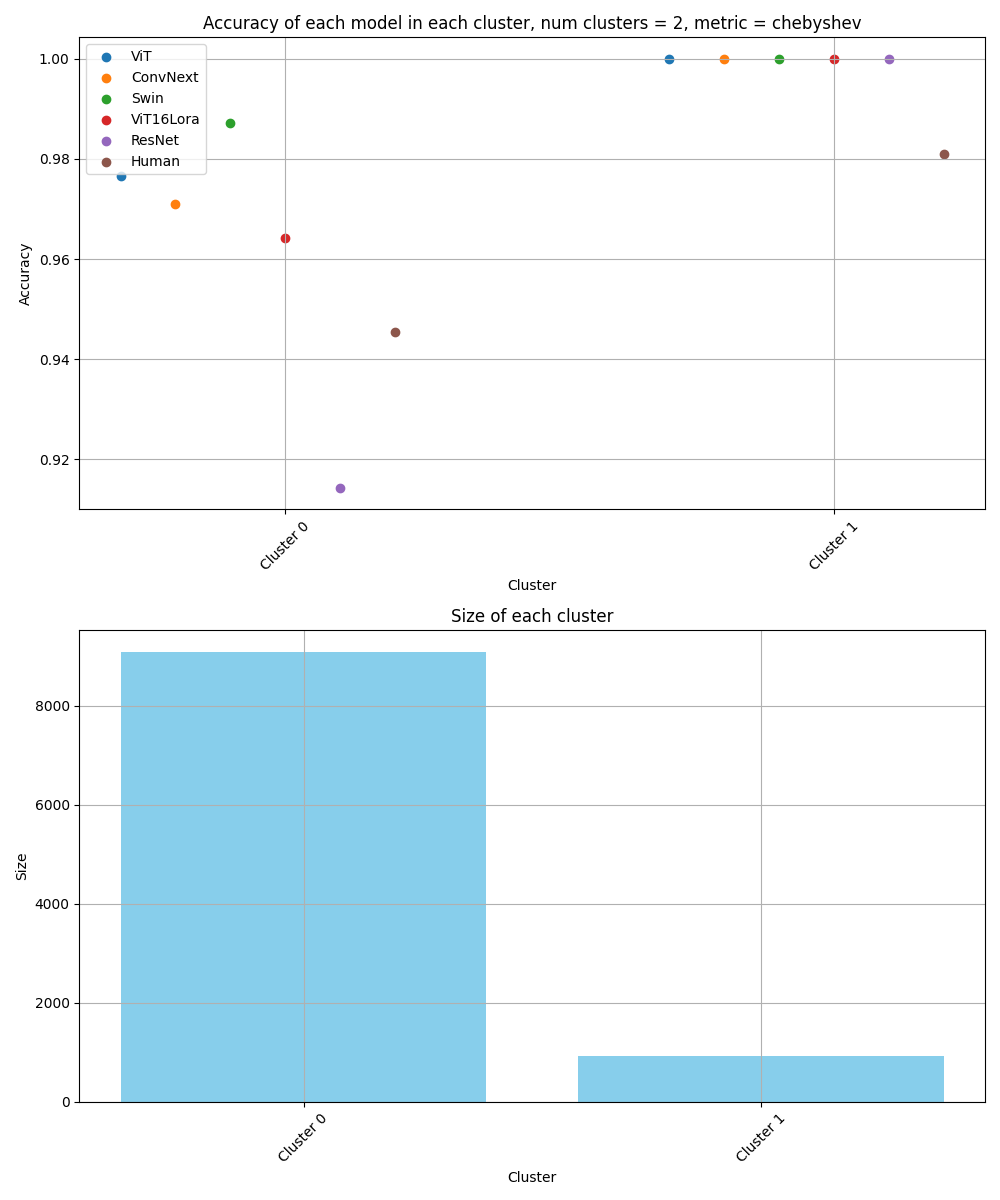 Accuracy of each model in each cluster, num clusters = 2, metric = chebyshev
ViT
ConvNext
Swin
ViT16Lora
ResNet
Human
1.00
0.98
0.96
0.94
0.92
Accuracy
Cluster 0
Cluster 1
Cluster
Size of each cluster
8000
6000
4000
2000
0
Size
Cluster 0
Cluster 1
Cluster